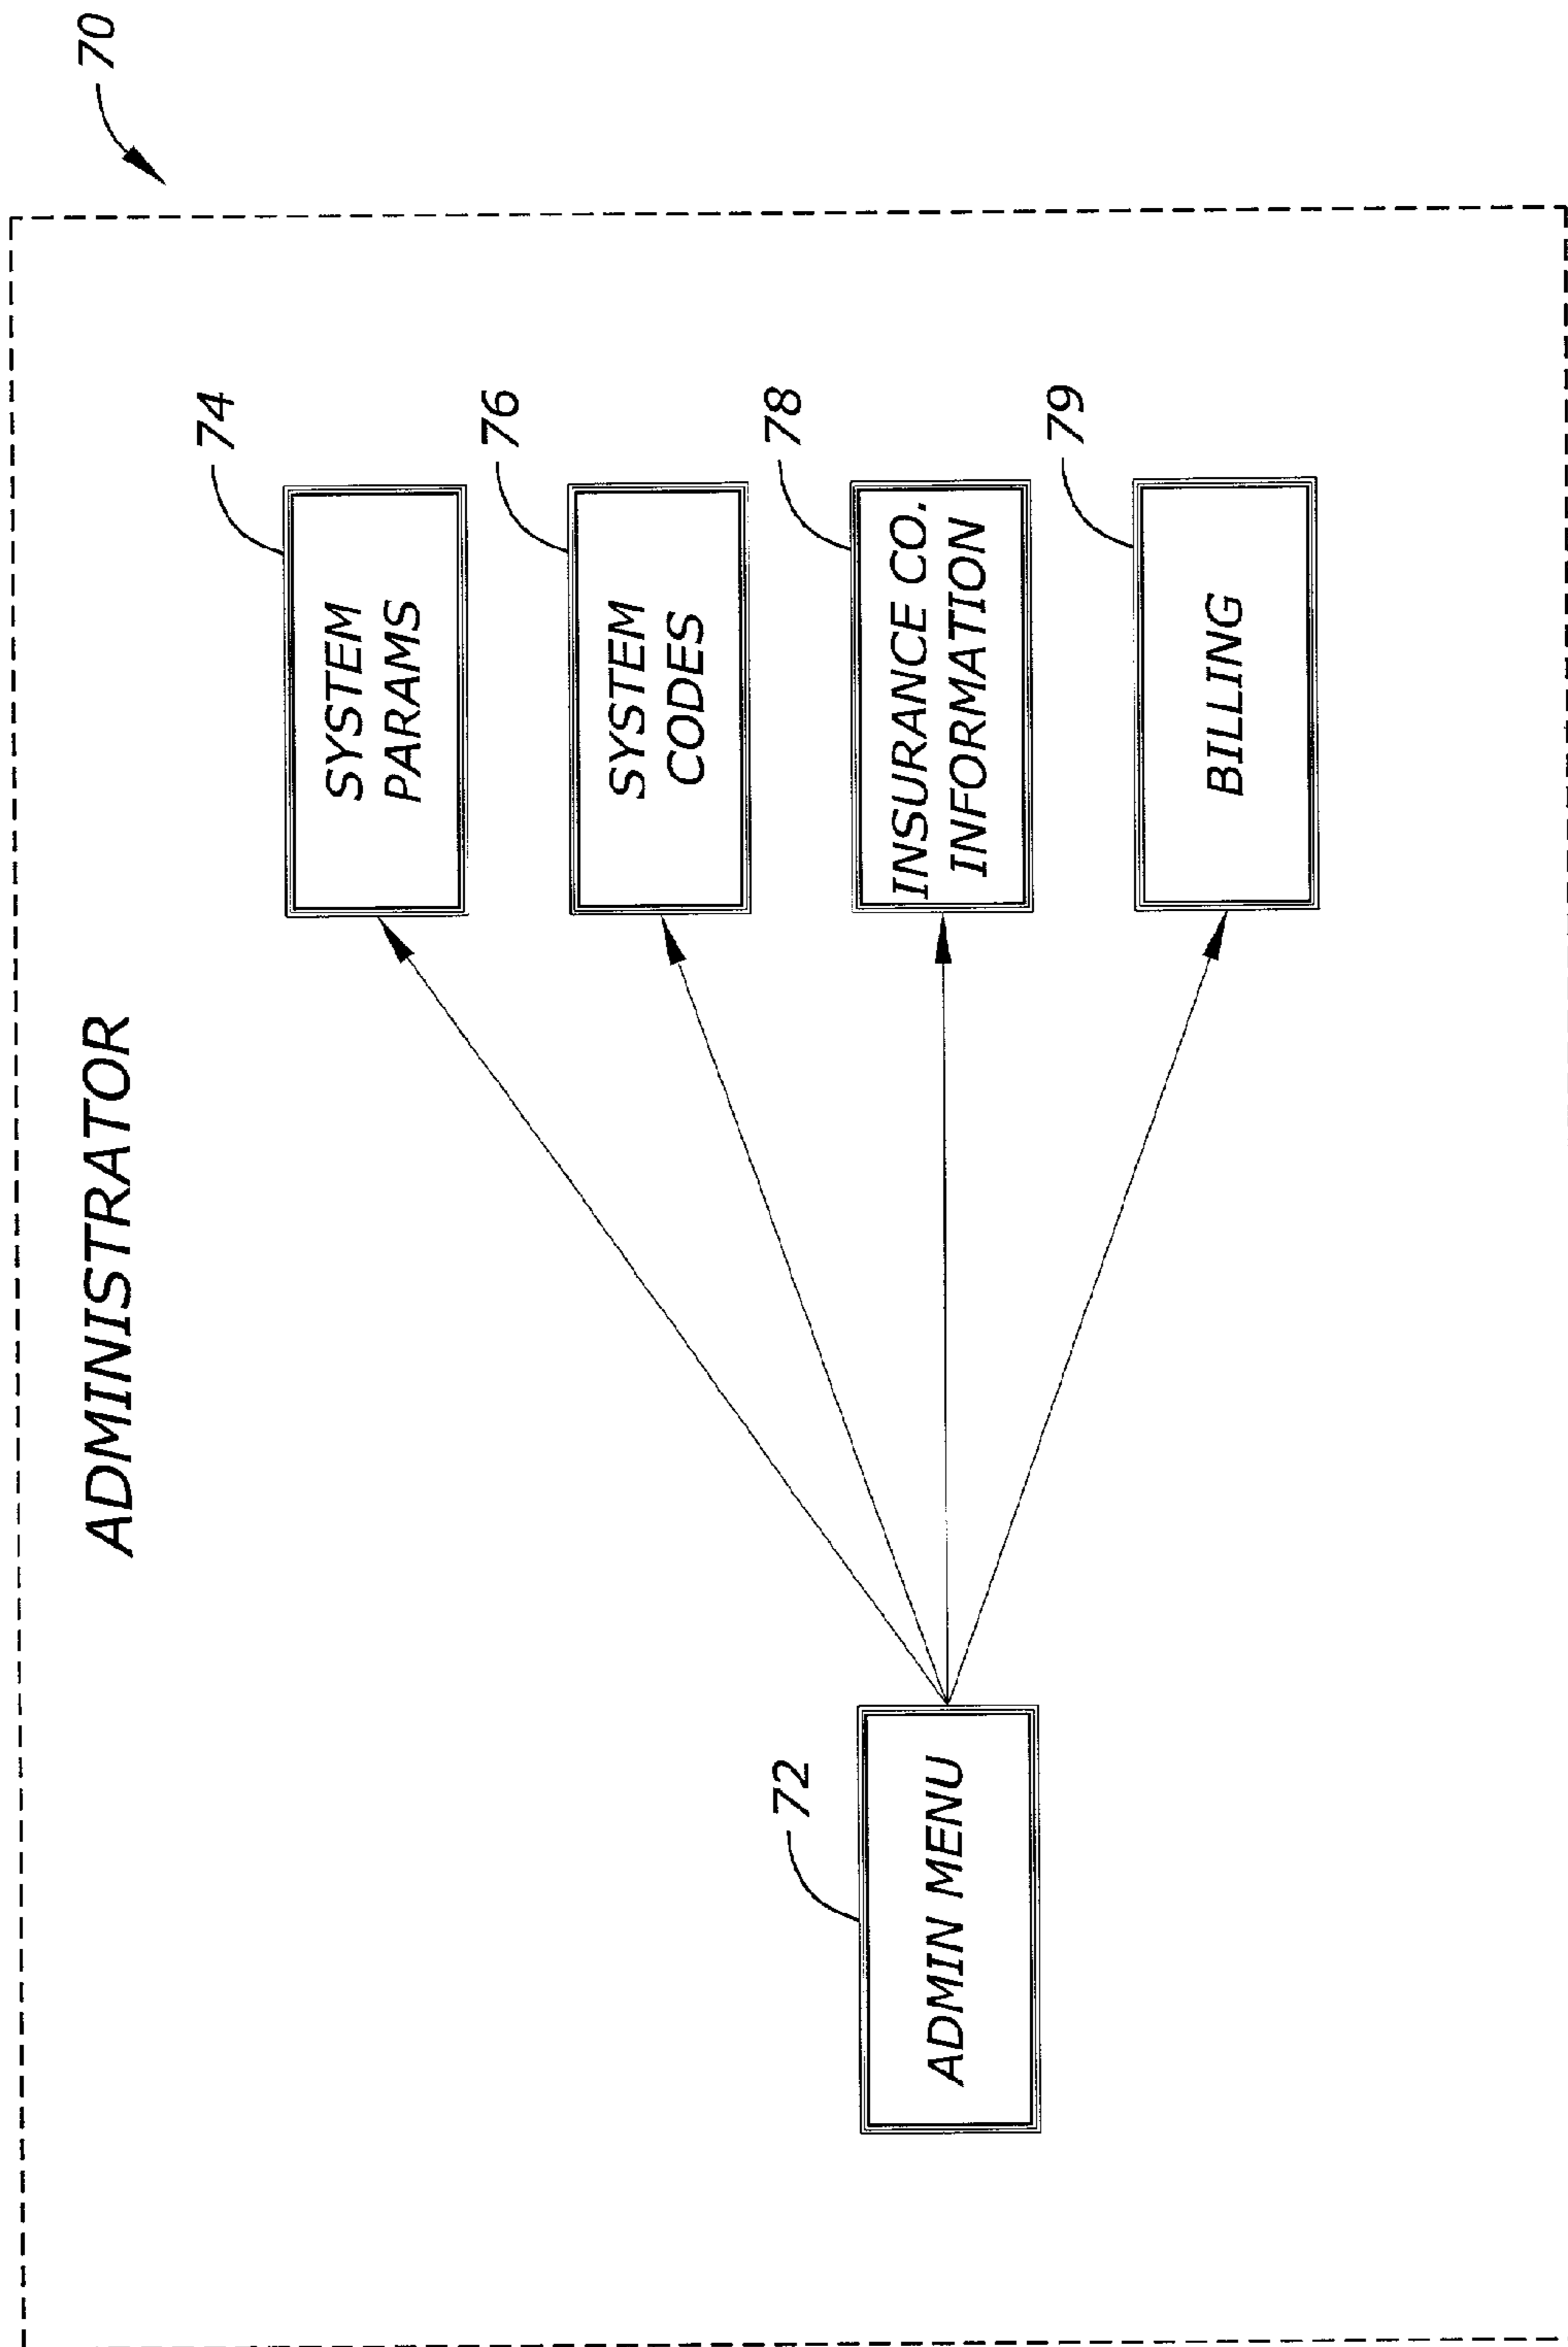 70
ADMINISTRATOR
74
SYSTEM
PARAMS
76
SYSTEM
CODES
72
ADMIN MENU
78
INSURANCE CO.
INFORMATION
79
BILLING